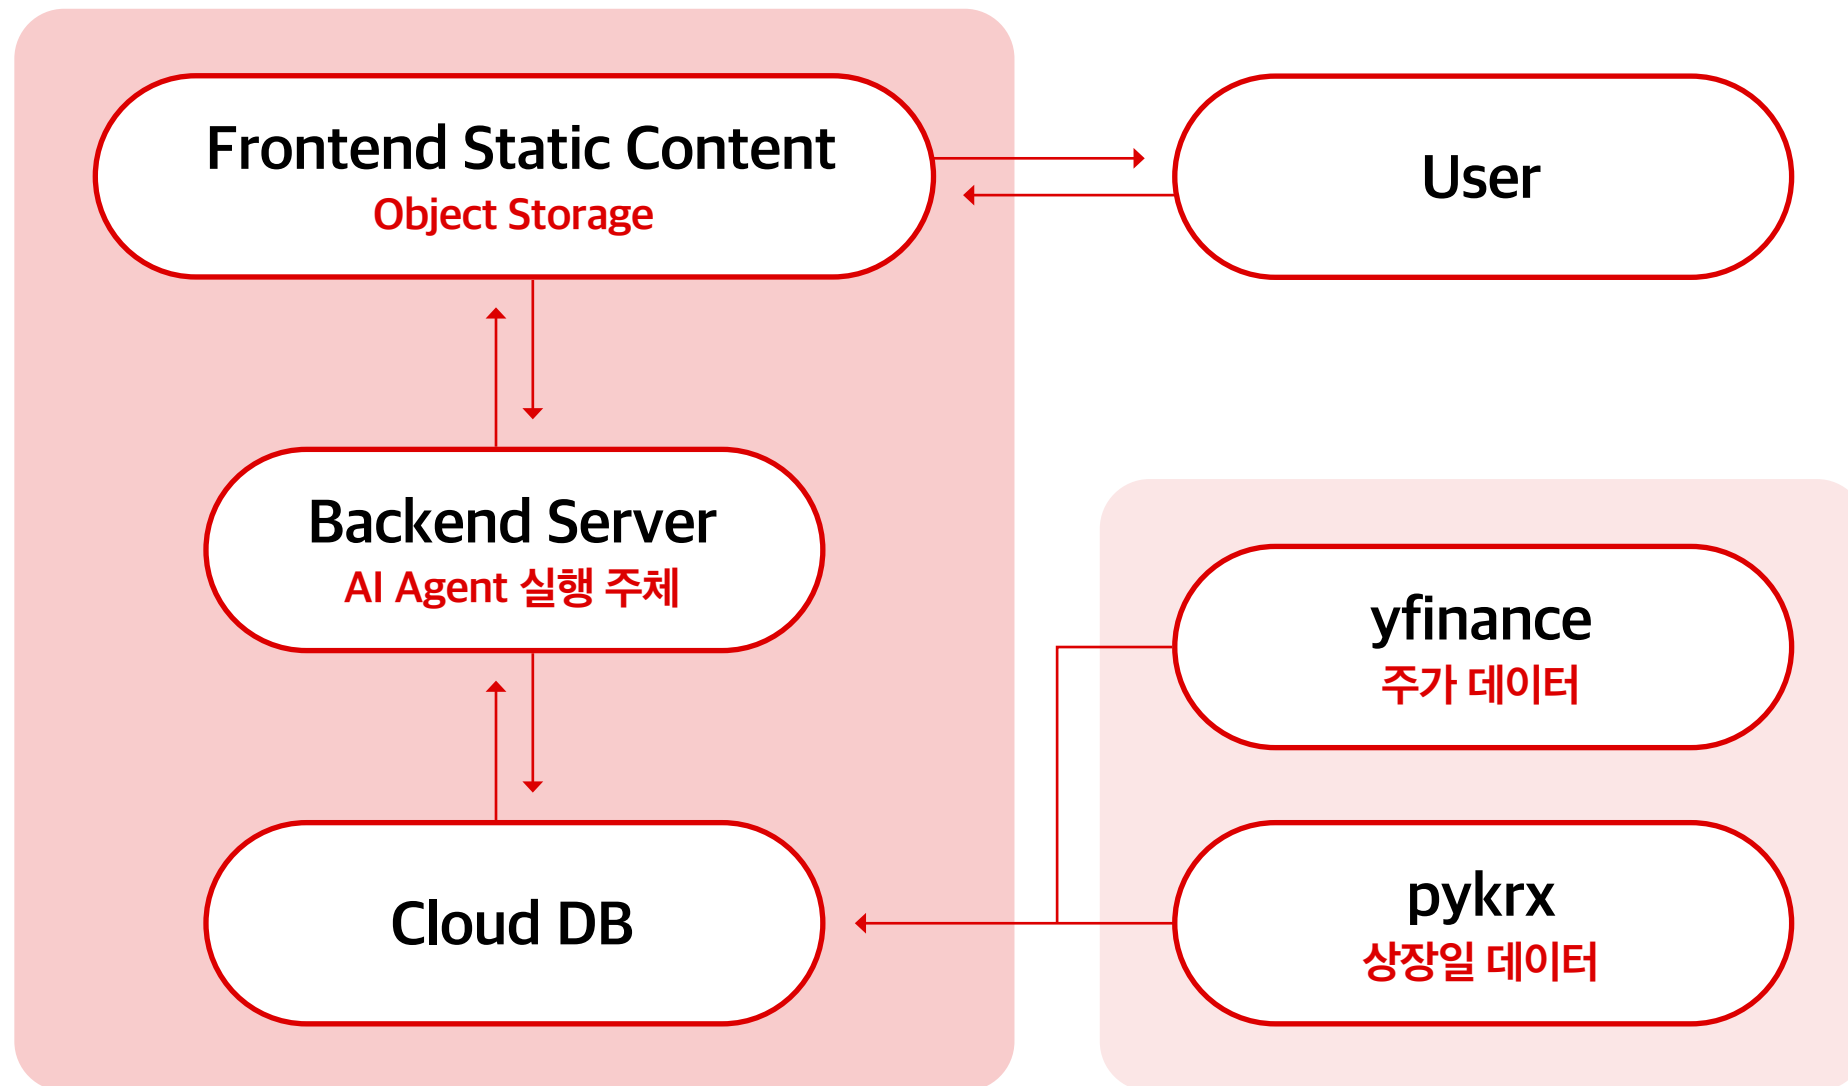 Frontend Static Content
Object Storage
User
Backend Server
AI Agent 실행 주체
yfinance
주가 데이터
Cloud DB
pykrx
상장일 데이터